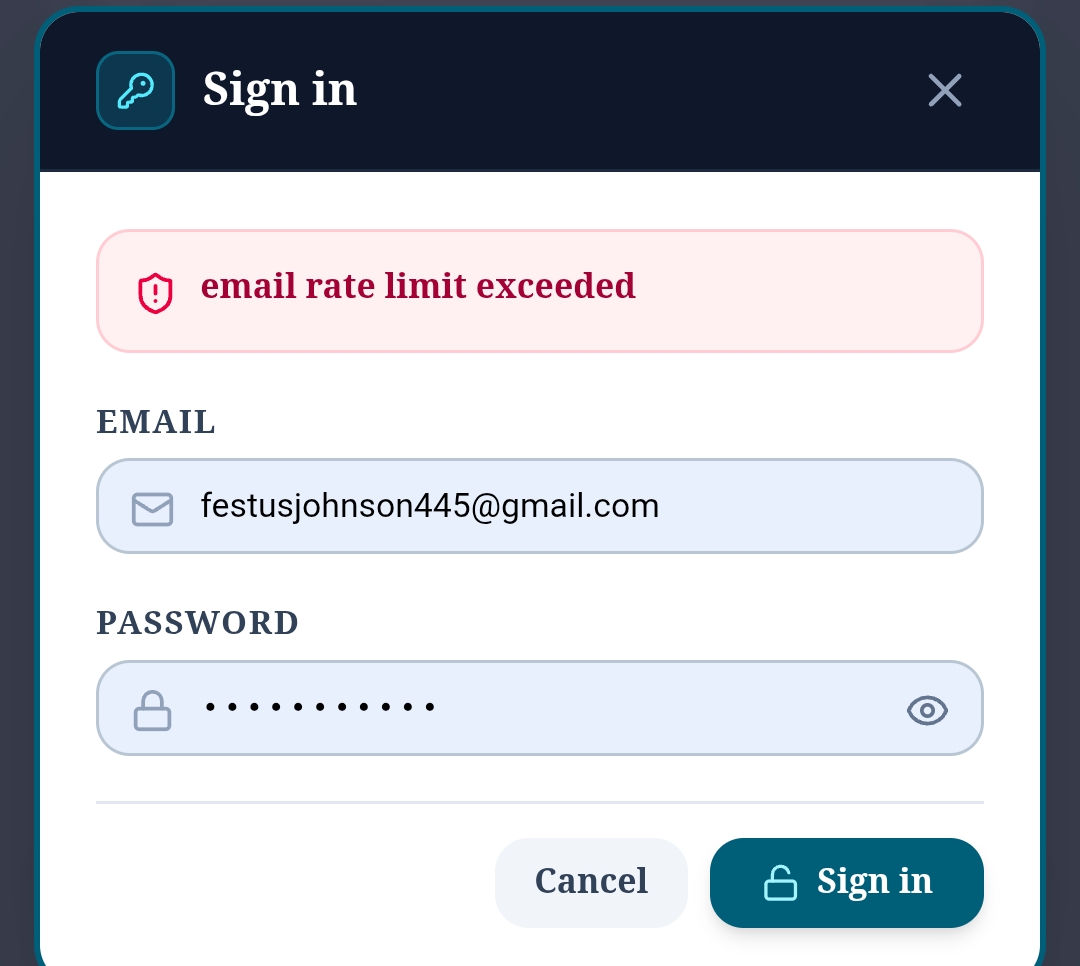 Sign in
email rate limit exceeded
EMAIL
festusjohnson445@gmail.com
PASSWORD
•••••••••••
Cancel
Sign in